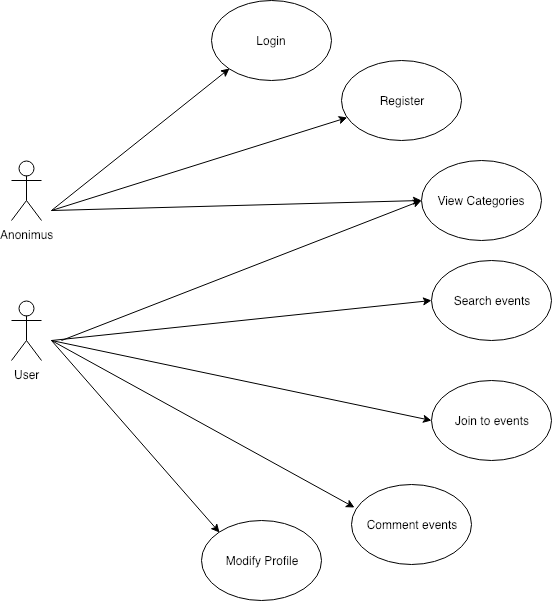 Login
Register
View Categories
Anonimus
Search events
User
Join to events
Comment events
Modify Profile